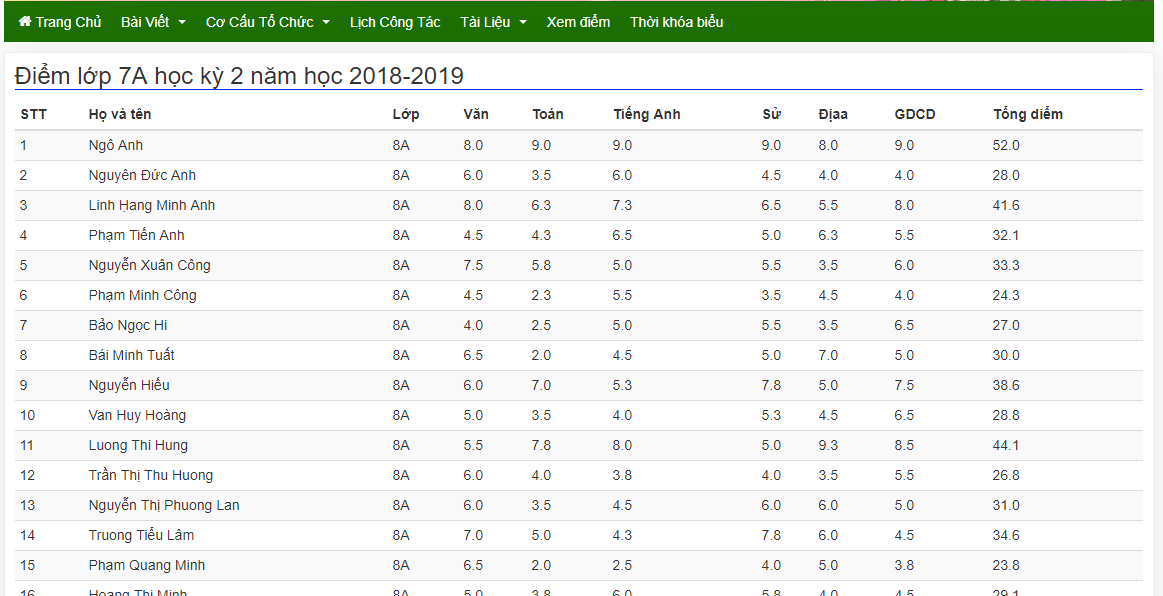 Trang Chủ Bài Viết Cơ Cấu Tổ Chức Lịch Công Tác Tài Liệu Xem điểm Thời khóa biểu
Điểm lớp 7A học kỳ 2 năm học 2018-2019
STT Họ và tên Lớp Văn Toán Tiếng Anh Sử Địaa GDCD Tổng điểm
1 Ngô Anh 8A 8.0 9.0 9.0 9.0 8.0 9.0 52.0
2 Nguyên Đức Anh 8A 6.0 3.5 6.0 4.5 4.0 4.0 28.0
3 Linh Hạng Minh Anh 8A 8.0 6.3 7.3 6.5 5.5 8.0 41.6
4 Phạm Tiến Anh 8A 4.5 4.3 6.5 5.0 6.3 5.5 32.1
5 Nguyễn Xuân Công 8A 7.5 5.8 5.0 5.5 3.5 6.0 33.3
6 Phạm Minh Công 8A 4.5 2.3 5.5 3.5 4.5 4.0 24.3
7 Bảo Ngọc Hi 8A 4.0 2.5 5.0 5.5 3.5 6.5 27.0
8 Bái Minh Tuất 8A 6.5 2.0 4.5 5.0 7.0 5.0 30.0
9 Nguyễn Hiếu 8A 6.0 7.0 5.3 7.8 5.0 7.5 38.6
10 Van Huy Hoàng 8A 5.0 3.5 4.0 5.3 4.5 6.5 28.8
11 Luong Thi Hung 8A 5.5 7.8 8.0 5.0 9.3 8.5 44.1
12 Trần Thị Thu Huong 8A 6.0 4.0 3.8 4.0 3.5 5.5 26.8
13 Nguyễn Thị Phuong Lan 8A 6.0 3.5 4.5 6.0 6.0 5.0 31.0
14 Truong Tiểu Lâm 8A 7.0 5.0 4.3 7.8 6.0 4.5 34.6
15 Phạm Quang Minh 8A 6.5 2.0 2.5 4.0 5.0 3.8 23.8
16 Hoang Thi Minh 8A 5.0 3.8 6.0 5.8 4.0 4.5 29.1